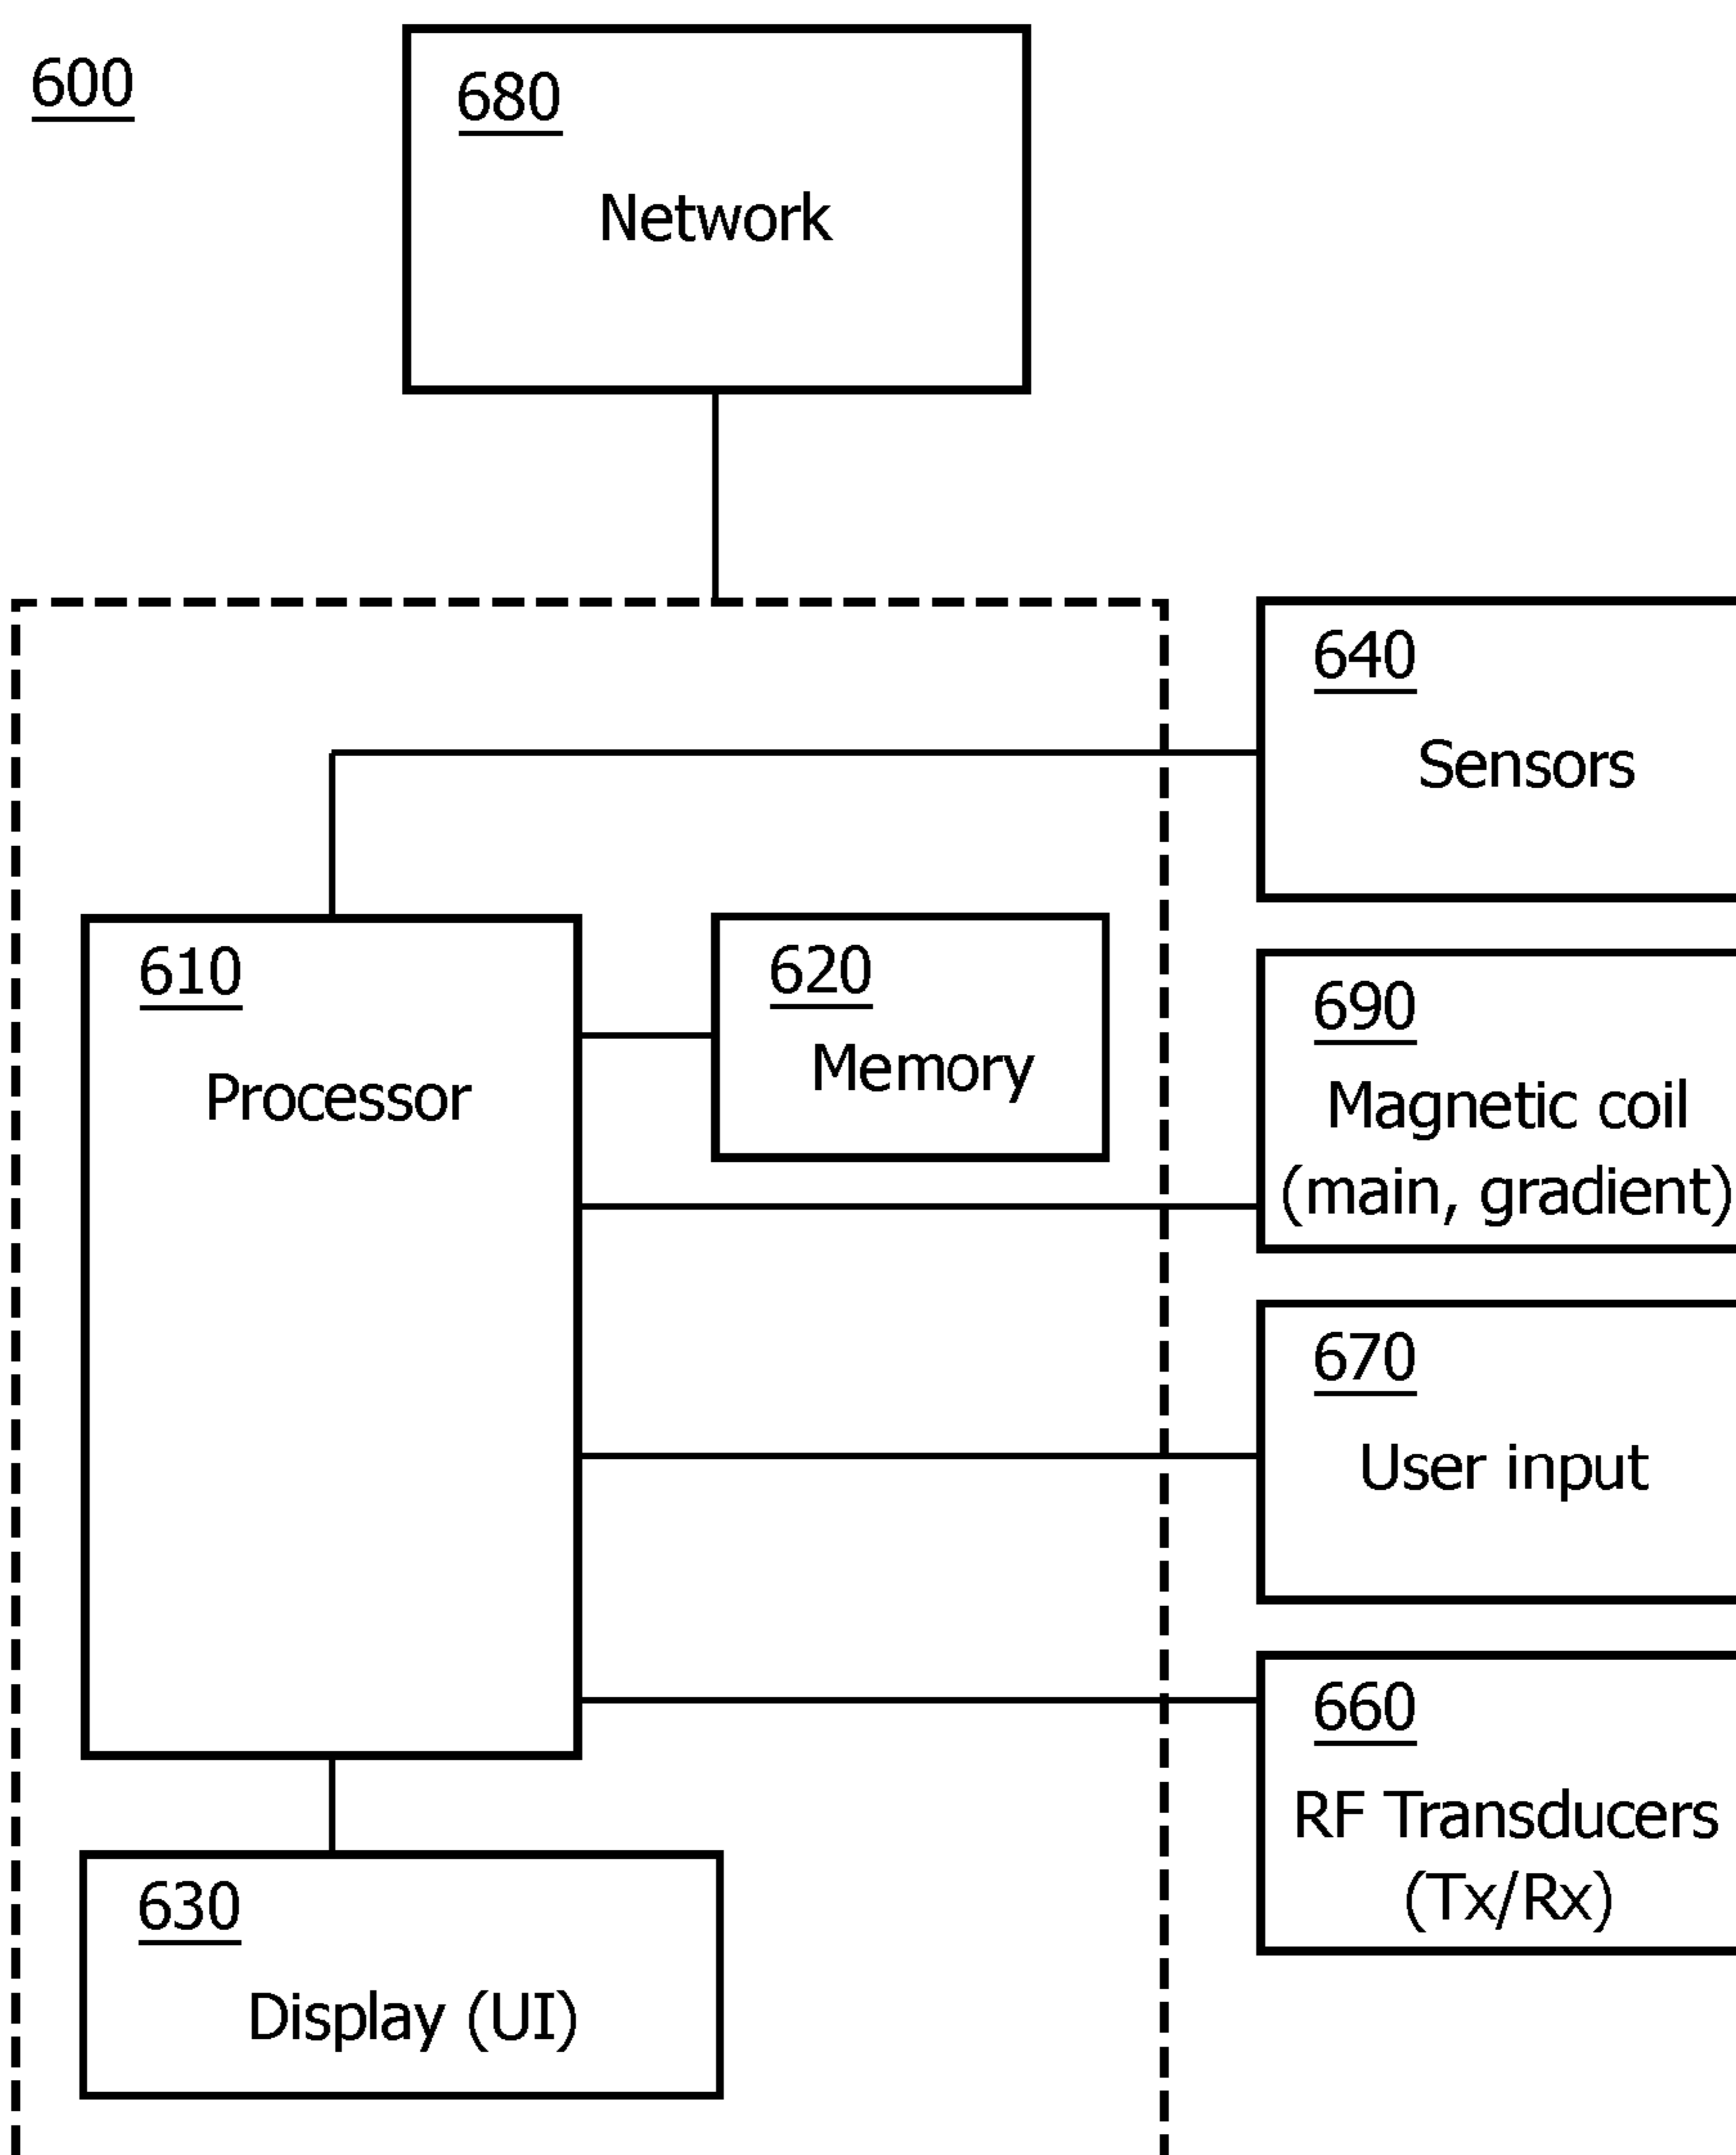 600
680
Network
640
Sensors
610
Processor
620
Memory
690
Magnetic coil
(main, gradient)
670
User input
660
RF Transducers
(Tx/Rx)
630
Display (UI)